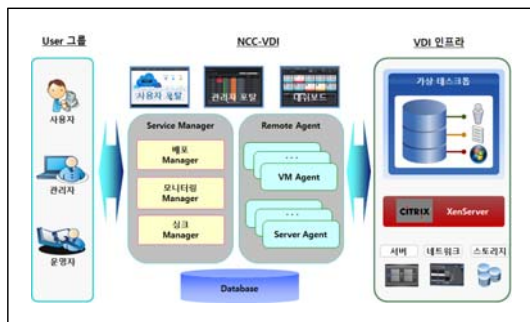 User 그룹
NCC-VDI
VDI 인프라
사용자
관리자
운영자
사용자 포탈
관리자 포탈
대쉬보드
Service Manager
배포
Manager
모니터링
Manager
싱크
Manager
Remote Agent
...
VM Agent
...
Server Agent
Database
가상 데스크톱
CITRIX
XenServer
서버
네트워크
스토리지